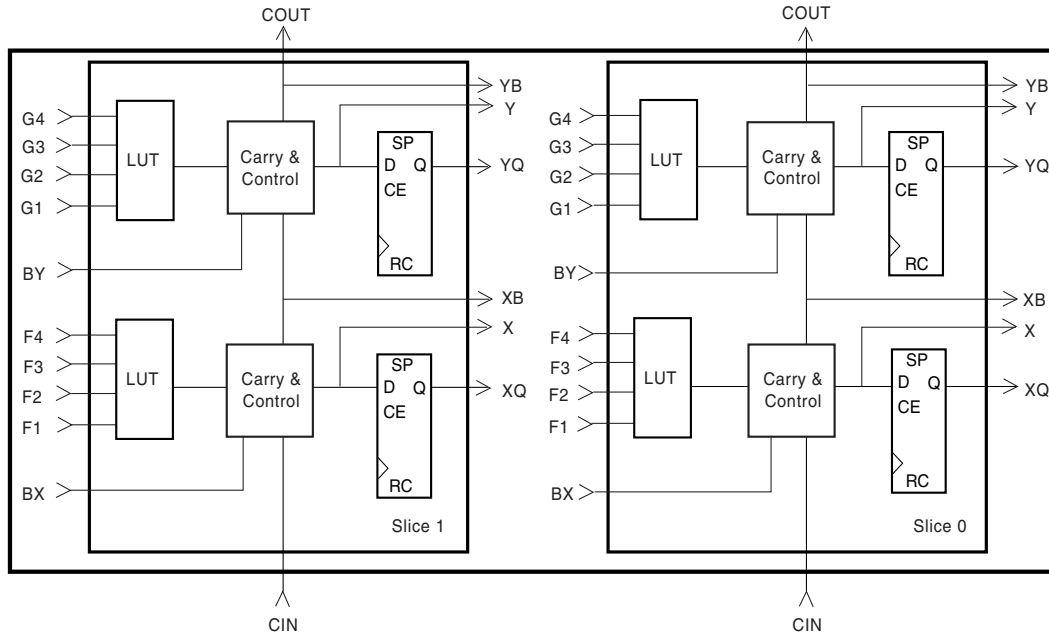 COUT
YB
Y
G4
G3
G2
G1
LUT
Carry &
Control
SP
D Q
CE
RC
YQ
BY
XB
X
F4
F3
F2
F1
LUT
Carry &
Control
SP
D Q
CE
RC
XQ
BX
Slice 1
CIN
COUT
YB
Y
G4
G3
G2
G1
LUT
Carry &
Control
SP
D Q
CE
RC
YQ
BY
XB
X
F4
F3
F2
F1
LUT
Carry &
Control
SP
D Q
CE
RC
XQ
BX
Slice 0
CIN